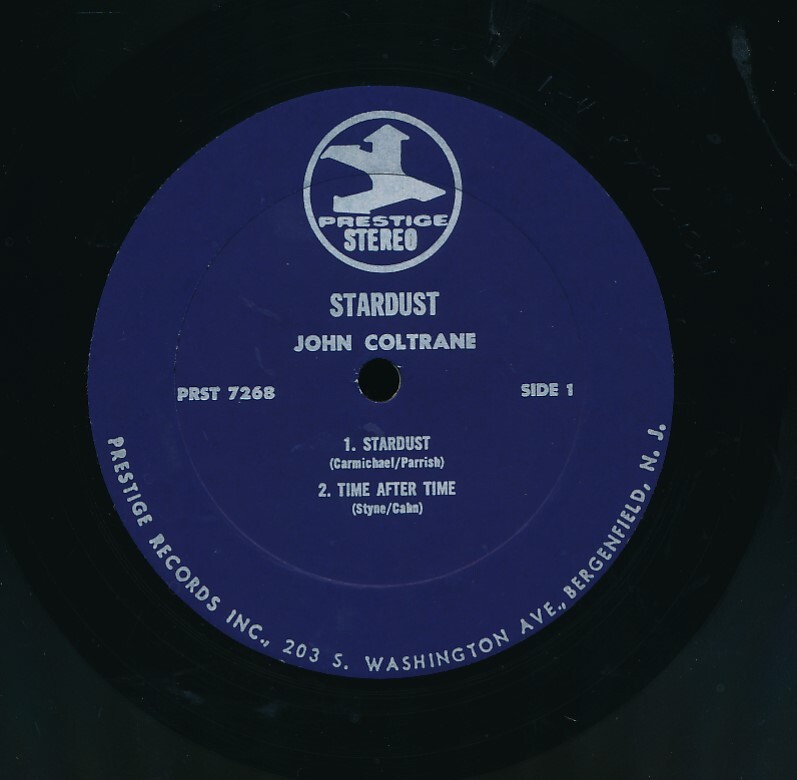 PRESTIGE
STEREO
STARDUST
JOHN COLTRANE
PRST 7268
SIDE 1
1. STARDUST
(Carmichael/Parrish)
2. TIME AFTER TIME
(Styne/Cahn)
PRESTIGE RECORDS INC., 203 S. WASHINGTON AVE., BERGENFIELD, N. J.